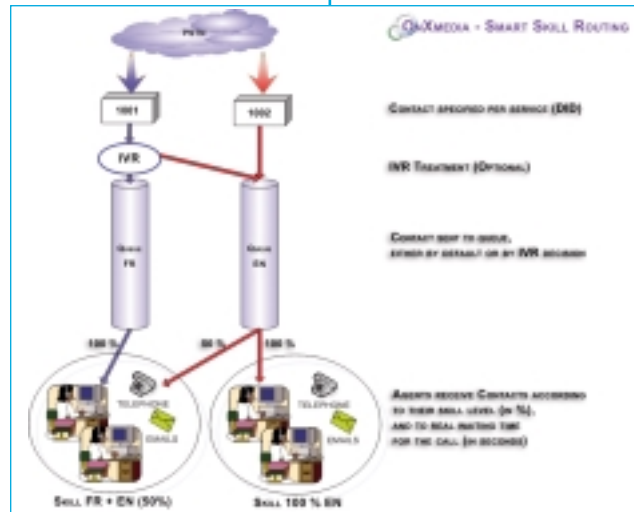 PSTN
OnXmedia - Smart Skill Routing
1001
1002
Contact specified per service (DID)
IVR
IVR Treatment (Optional)
Queue
FR
Queue
EN
Contact sent to queue,
either by default or by IVR decision
100 %
50 %
100 %
TELEPHONE
EMAILS
TELEPHONE
EMAILS
Agents receive Contacts according
to their skill level (in %),
and to real waiting time
for the call (in seconds)
Skill FR + EN (50%)
Skill 100 % EN